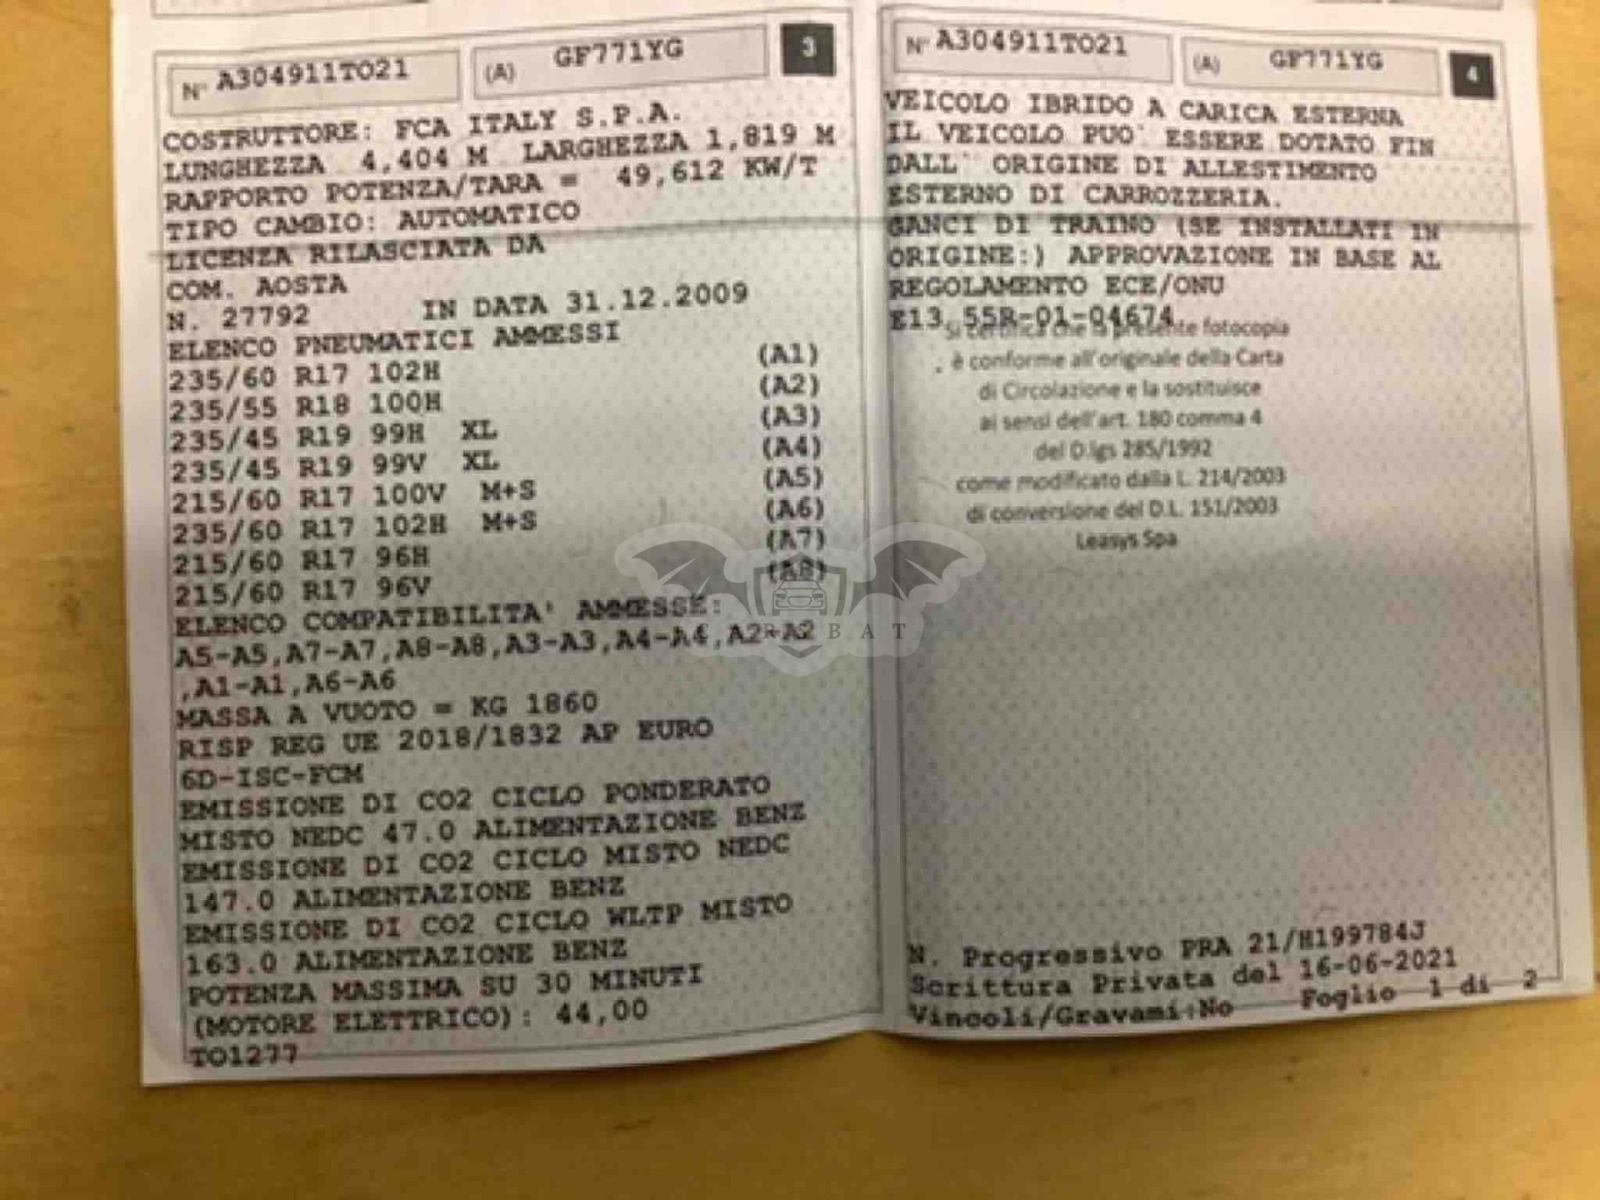 N° A304911TO21
(A) GF771YG
3
COSTRUTTORE: FCA ITALY S.P.A.
LUNGHEZZA 4,404 M LARGHEZZA 1,819 M
RAPPORTO POTENZA/TARA = 49,612 KW/T
TIPO CAMBIO: AUTOMATICO
LICENZA RILASCIATA DA
COM. AOSTA
N. 27792 IN DATA 31.12.2009
ELENCO PNEUMATICI AMMESSI
235/60 R17 102H (A1)
235/55 R18 100H (A2)
235/45 R19 99H XL (A3)
235/45 R19 99V XL (A4)
215/60 R17 100V M+S (A5)
235/60 R17 102H M+S (A6)
215/60 R17 96H (A7)
215/60 R17 96V (A8)
ELENCO COMPATIBILITA' AMMESSE:
A5-A5,A7-A7,A8-A8,A3-A3,A4-A4,A2-A2
,A1-A1,A6-A6
MASSA A VUOTO = KG 1860
RISP REG UE 2018/1832 AP EURO
6D-ISC-FCM
EMISSIONE DI CO2 CICLO PONDERATO
MISTO NEDC 47.0 ALIMENTAZIONE BENZ
EMISSIONE DI CO2 CICLO MISTO NEDC
147.0 ALIMENTAZIONE BENZ
EMISSIONE DI CO2 CICLO WLTP MISTO
163.0 ALIMENTAZIONE BENZ
POTENZA MASSIMA SU 30 MINUTI
(MOTORE ELETTRICO): 44,00
TO1277
N° A304911TO21
(A) GF771YG
4
VEICOLO IBRIDO A CARICA ESTERNA
IL VEICOLO PUO` ESSERE DOTATO FIN
DALL` ORIGINE DI ALLESTIMENTO
ESTERNO DI CARROZZERIA.
GANCI DI TRAINO (SE INSTALLATI IN
ORIGINE:) APPROVAZIONE IN BASE AL
REGOLAMENTO ECE/ONU
E13 55R-01-04674
Si certifica che la presente fotocopia
è conforme all'originale della Carta
di Circolazione e la sostituisce
ai sensi dell'art. 180 comma 4
del D.lgs 285/1992
come modificato dalla L. 214/2003
di conversione del D.L. 151/2003
Leasys Spa
N. Progressivo PRA 21/H199784J
Scrittura Privata del 16-06-2021
Vincoli/Gravami:No Foglio 1 di 2